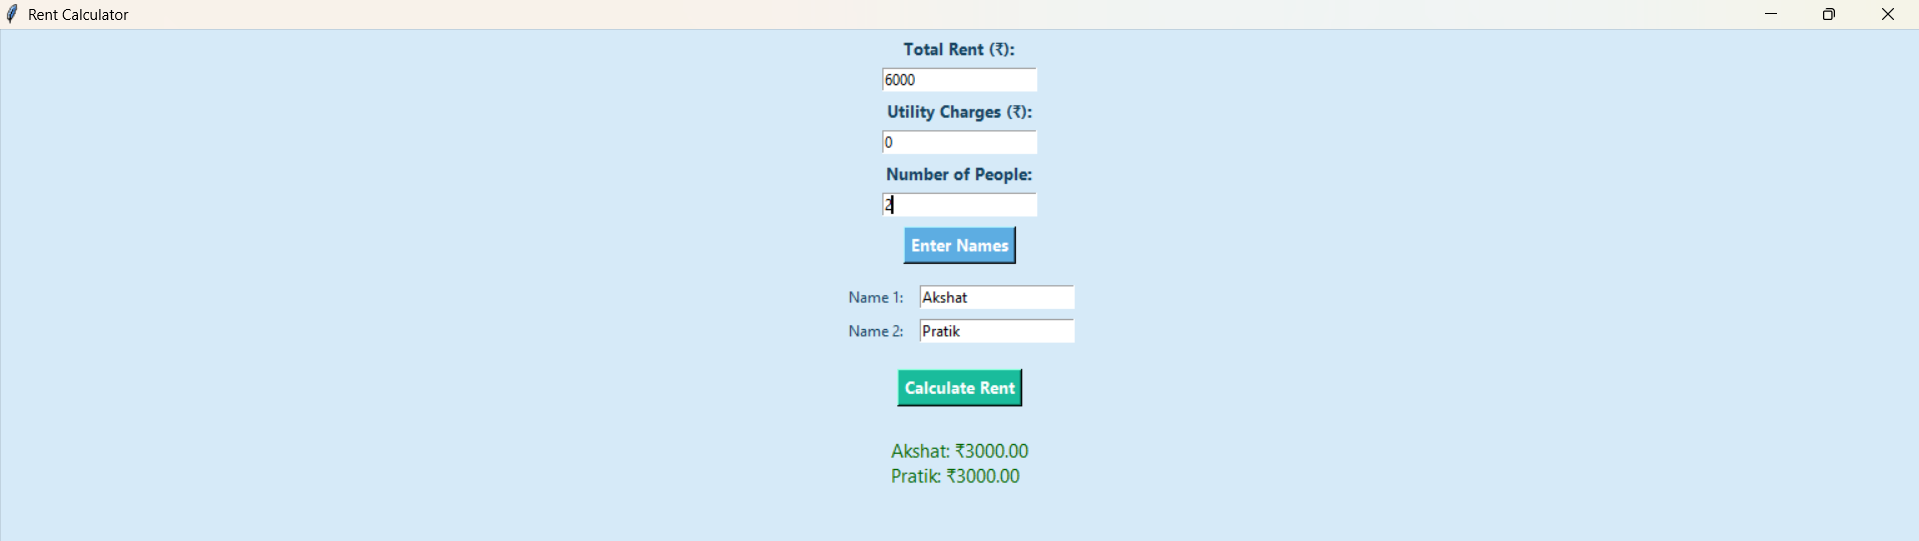 Rent Calculator
Total Rent (₹):
6000
Utility Charges (₹):
0
Number of People:
2
Enter Names
Name 1: Akshat
Name 2: Pratik
Calculate Rent
Akshat: ₹3000.00
Pratik: ₹3000.00